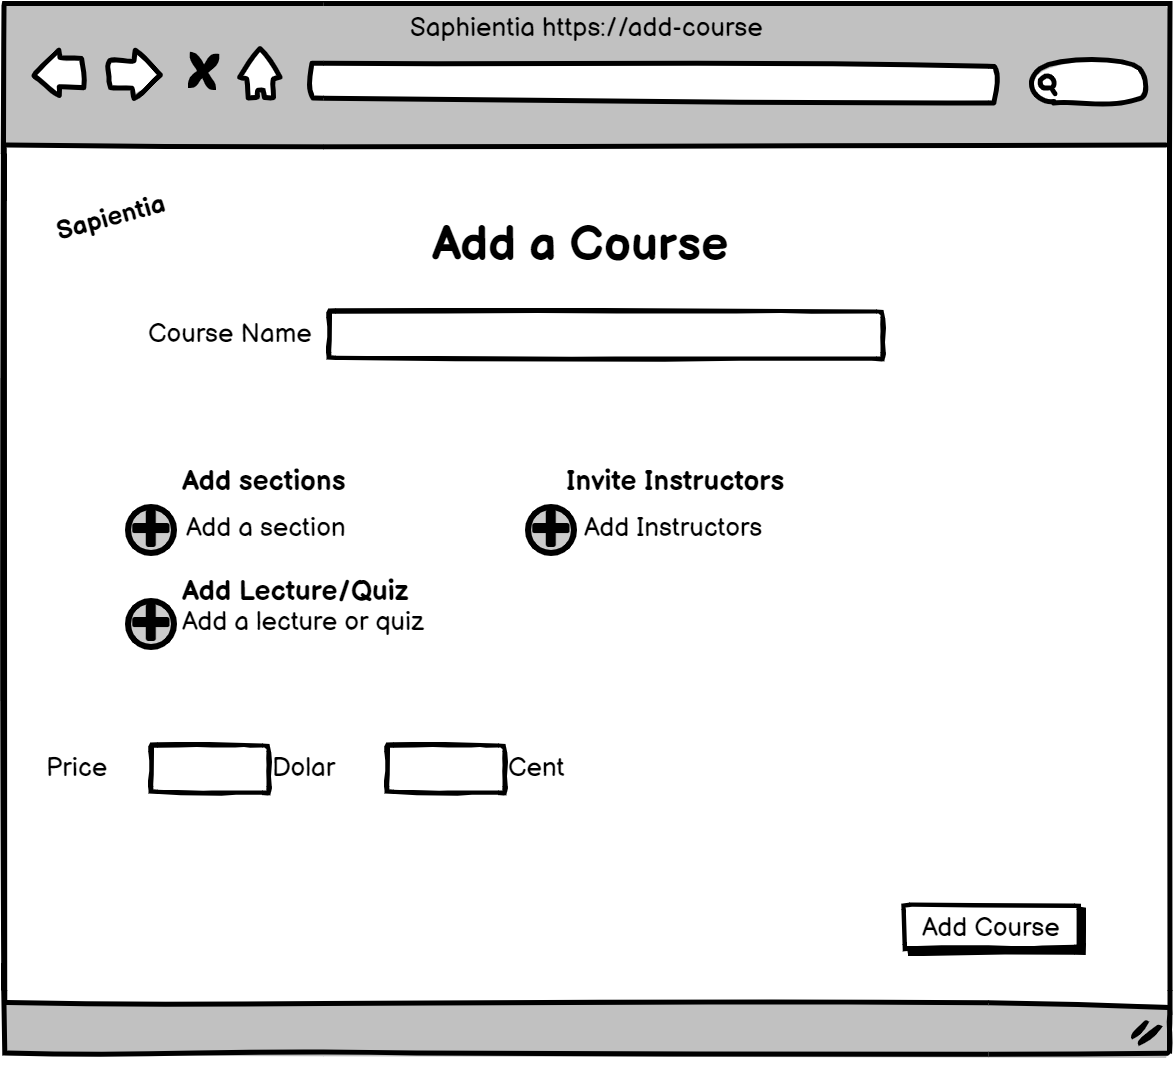 Saphientia https://add-course
Sapientia
Add a Course
Course Name
Add sections
Invite Instructors
Add a section
Add Instructors
Add Lecture/Quiz
Add a lecture or quiz
Price
Dolar
Cent
Add Course